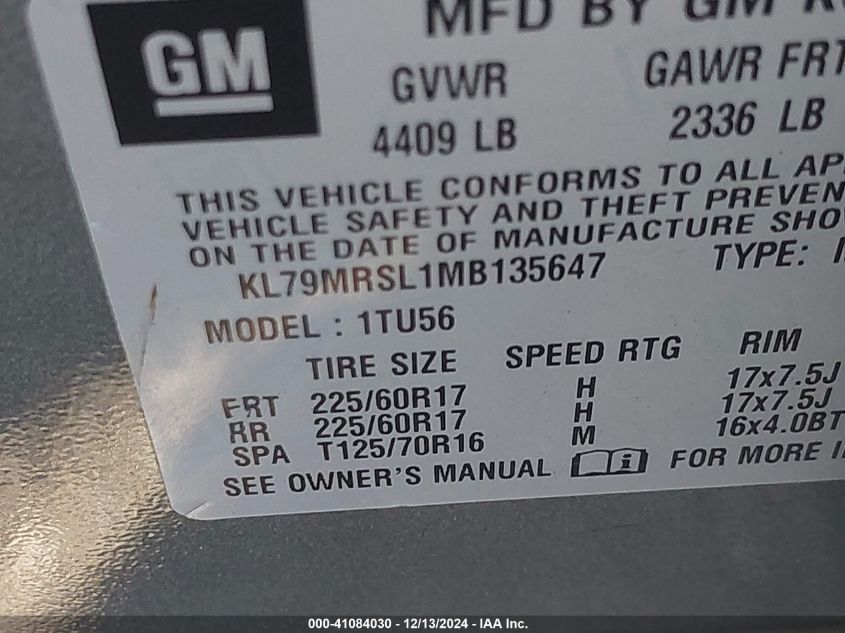 GM
MFD BY GM
GVWR GAWR FRT
4409 LB 2336 LB
THIS VEHICLE CONFORMS TO ALL AP
VEHICLE SAFETY AND THEFT PREVEN
ON THE DATE OF MANUFACTURE SHO
KL79MRSL1MB135647 TYPE:
MODEL : 1TU56
TIRE SIZE SPEED RTG RIM
FRT 225/60R17 H 17x7.5J
RR 225/60R17 H 17x7.5J
SPA T125/70R16 M 16x4.0BT
SEE OWNER'S MANUAL FOR MORE
000-41084030 - 12/13/2024 - IAA Inc.